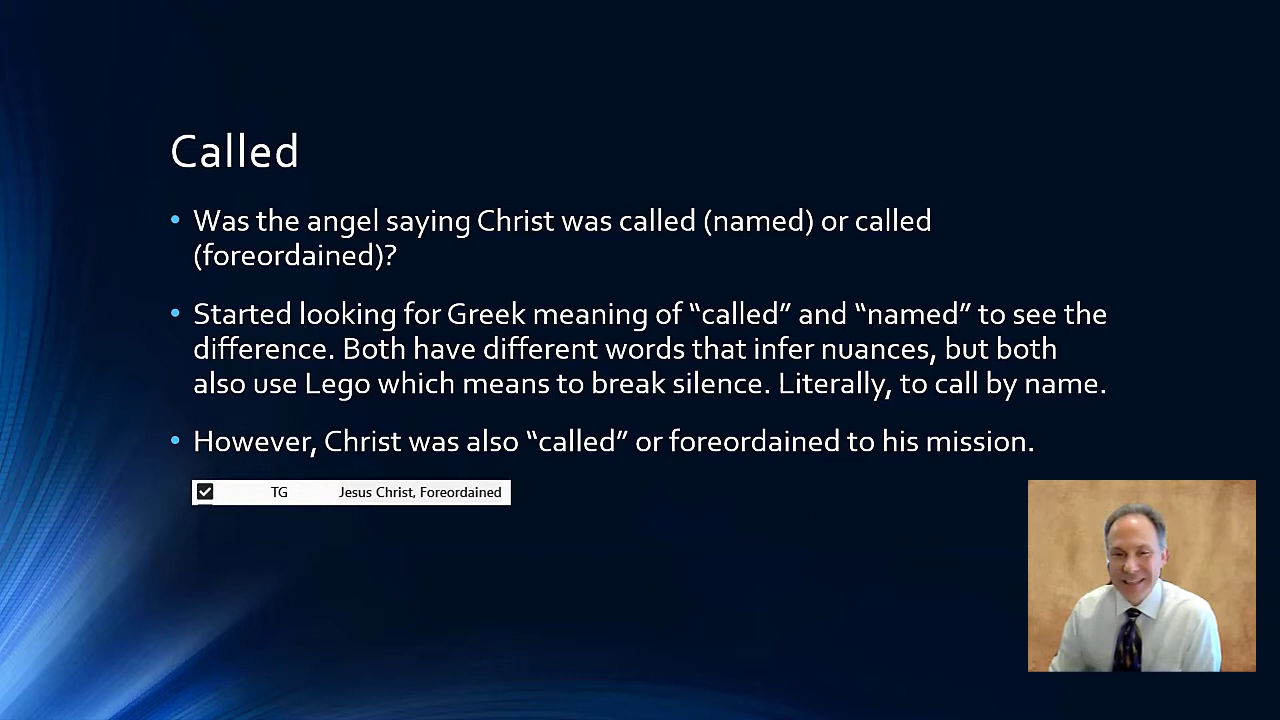 Called
• Was the angel saying Christ was called (named) or called
(foreordained)?
• Started looking for Greek meaning of “called” and “named” to see the
difference. Both have different words that infer nuances, but both
also use Lego which means to break silence. Literally, to call by name.
• However, Christ was also “called” or foreordained to his mission.
TG Jesus Christ, Foreordained